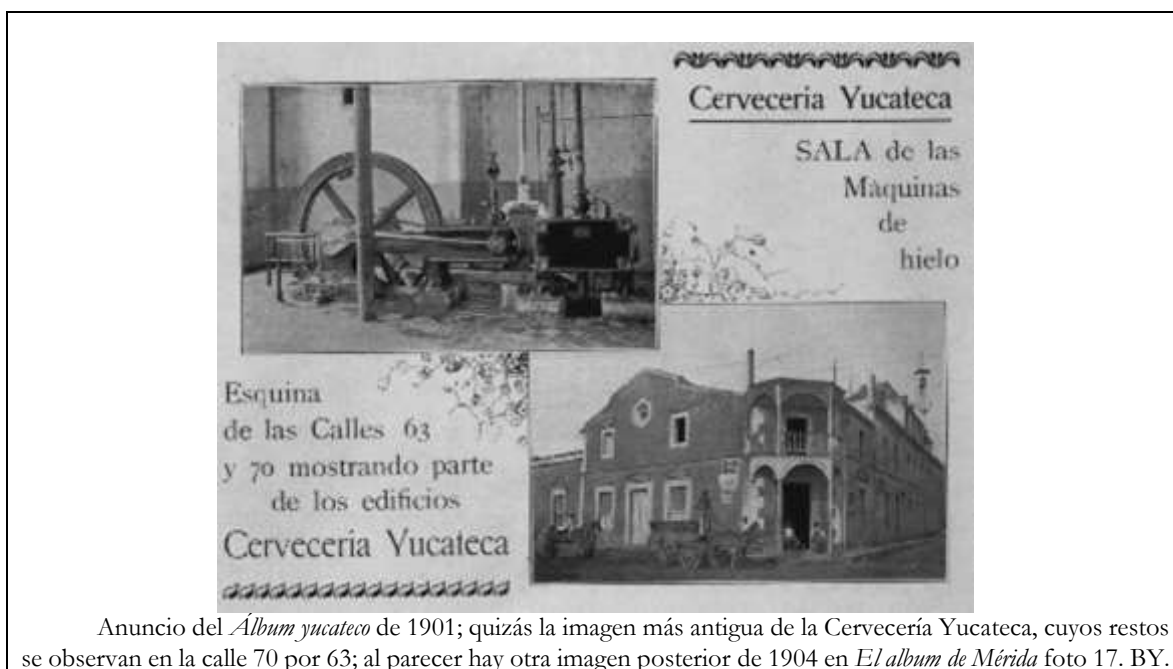 Cerveceria Yucateca
SALA de las
Màquinas
de
hielo
Esquina
de las Calles 63
y 70 mostrando parte
de los edificios
Cerveceria Yucateca
Anuncio del Álbum yucateco de 1901; quizás la imagen más antigua de la Cervecería Yucateca, cuyos restos
se observan en la calle 70 por 63; al parecer hay otra imagen posterior de 1904 en El album de Mérida foto 17. BY